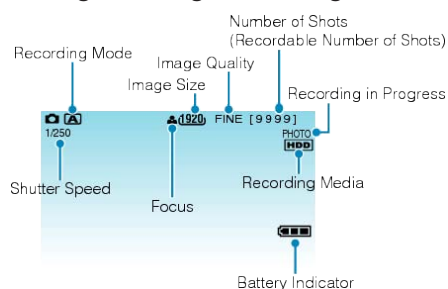 Number of Shots
(Recordable Number of Shots)
Recording Mode
Image Quality
Image Size
Recording in Progress
A
1920
FINE [9999]
1/250
PHOTO
HDD
Shutter Speed
Focus
Recording Media
Battery Indicator